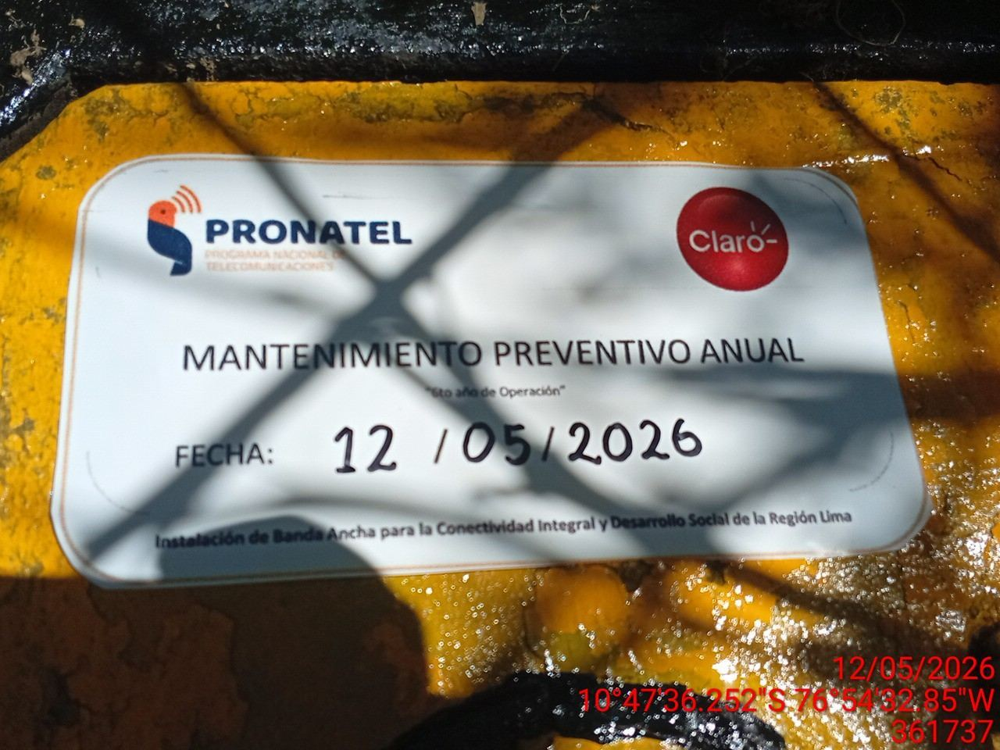 PRONATEL
PROGRAMA NACIONAL DE
TELECOMUNICACIONES
Claro
MANTENIMIENTO PREVENTIVO ANUAL
"6to año de Operación"
FECHA: 12 / 05 / 2026
Instalación de Banda Ancha para la Conectividad Integral y Desarrollo Social de la Región Lima
12/05/2026
10°47'36.252"S 76°54'32.85"W
361737